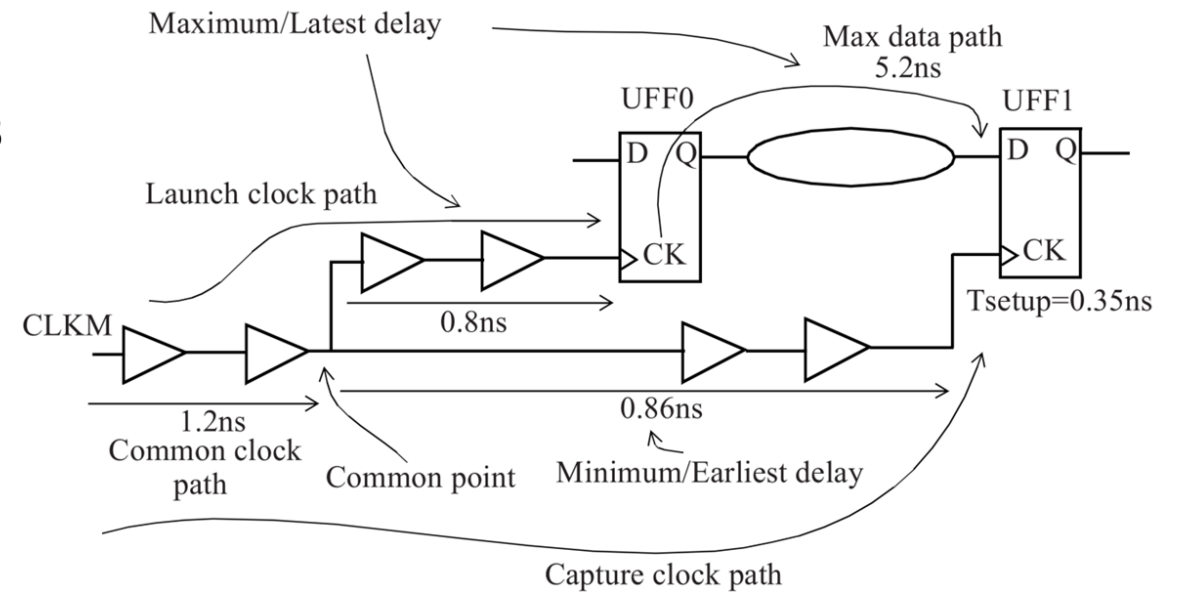 Maximum/Latest delay
Max data path
5.2ns
UFF0
UFF1
D Q
D Q
Launch clock path
CK
CK
Tsetup=0.35ns
CLKM
0.8ns
1.2ns
0.86ns
Common clock
path
Common point
Minimum/Earliest delay
Capture clock path